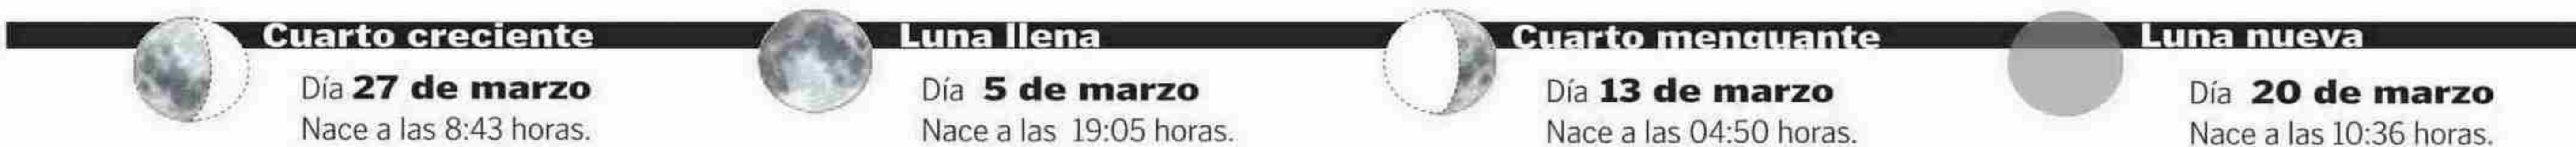 Cuarto creciente
Día 27 de marzo
Nace a las 8:43 horas.
Luna llena
Día 5 de marzo
Nace a las 19:05 horas.
Cuarto menguante
Día 13 de marzo
Nace a las 04:50 horas.
Luna nueva
Día 20 de marzo
Nace a las 10:36 horas.